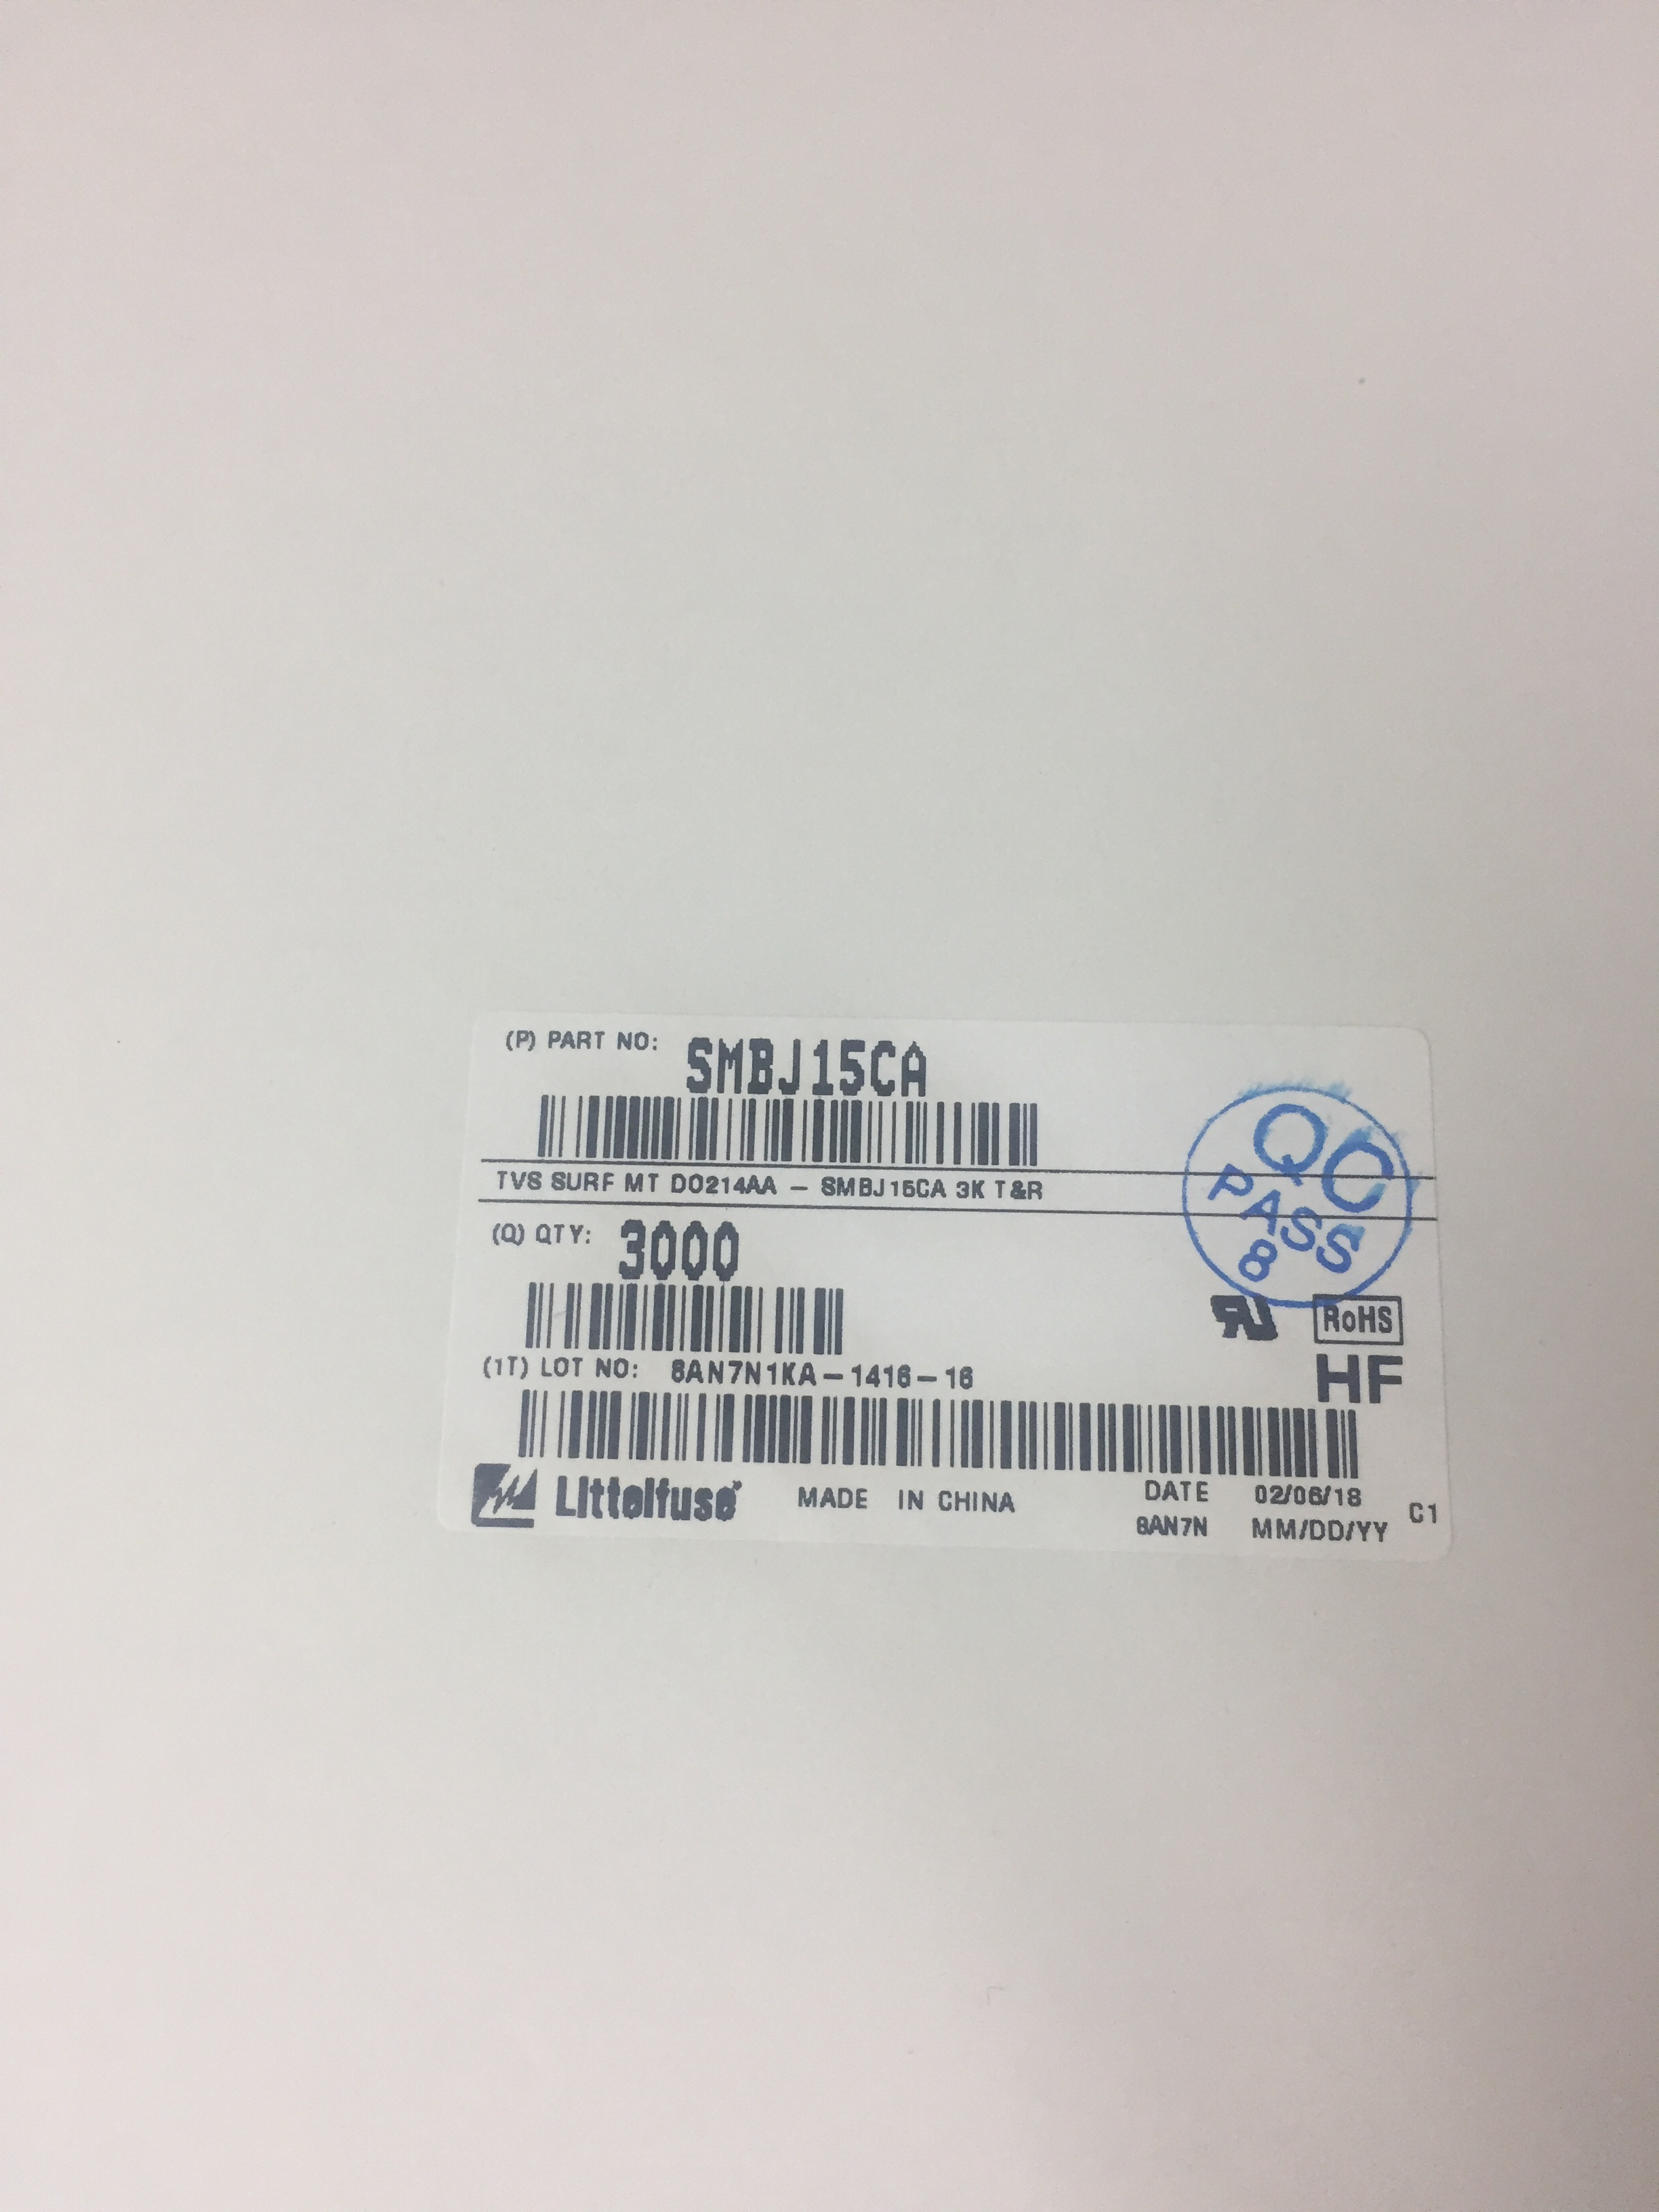 (P) PART NO: SMBJ15CA
TVS SURF MT DO214AA – SMBJ15CA 3K T&R
(Q) QTY: 3000
QC
PASS
8
RoHS
HF
(1T) LOT NO: 8AN7N1KA–1416–16
Littelfuse
MADE IN CHINA
DATE 02/06/18
8AN7N MM/DD/YY
C1